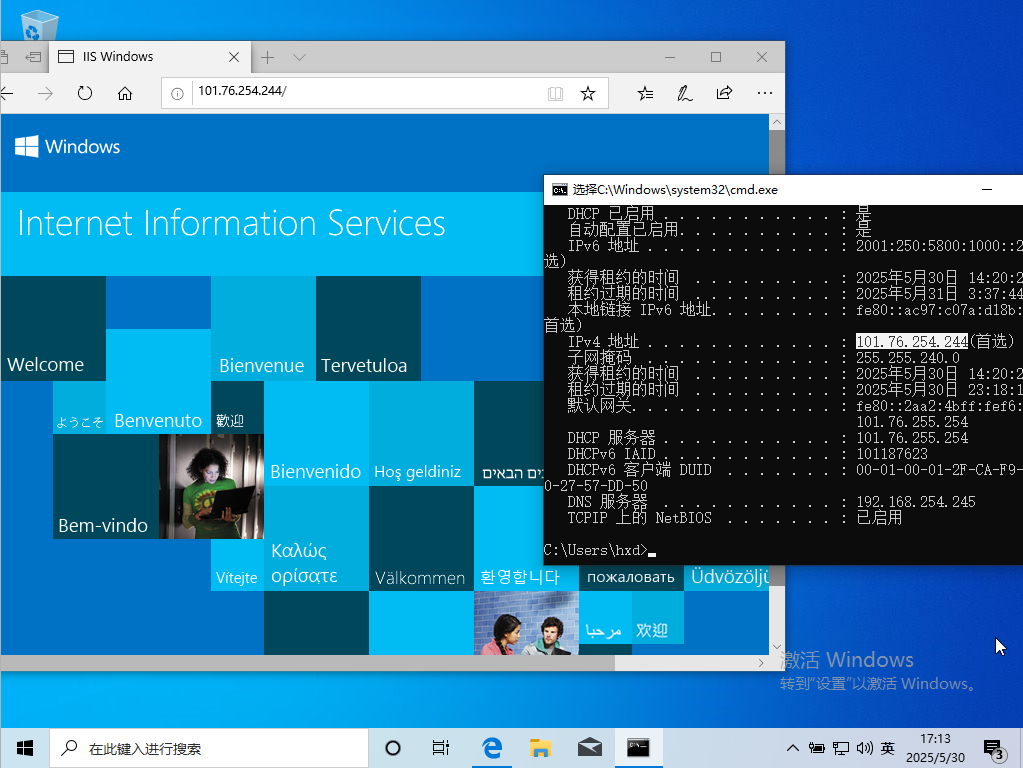 IIS Windows
101.76.254.244/
Windows
Internet Information Services
Welcome
Bienvenue
Tervetuloa
ようこそ
Benvenuto
歡迎
Bienvenido
Hoş geldiniz
הבאים
Bem-vindo
Vítejte
Καλώς
ορίσατε
Välkommen
환영합니다
пожаловать
Üdvözölj
مرحبا
欢迎
选择C:\Windows\system32\cmd.exe
DHCP 已启用 . . . . . . . . . . . : 是
自动配置已启用. . . . . . . . . . : 是
IPv6 地址 . . . . . . . . . . . . : 2001:250:5800:1000::2
选)
获得租约的时间 . . . . . . . . . : 2025年5月30日 14:20:2
租约过期的时间 . . . . . . . . . : 2025年5月31日 3:37:44
本地链接 IPv6 地址. . . . . . . . : fe80::ac97:c07a:d18b:
首选)
IPv4 地址 . . . . . . . . . . . . : 101.76.254.244(首选)
子网掩码 . . . . . . . . . . . . : 255.255.240.0
获得租约的时间 . . . . . . . . . : 2025年5月30日 14:20:2
租约过期的时间 . . . . . . . . . : 2025年5月30日 23:18:1
默认网关. . . . . . . . . . . . . : fe80::2aa2:4bff:fef6:
101.76.255.254
DHCP 服务器 . . . . . . . . . . . : 101.76.255.254
DHCPv6 IAID . . . . . . . . . . . : 101187623
DHCPv6 客户端 DUID . . . . . . . : 00-01-00-01-2F-CA-F9-
0-27-57-DD-50
DNS 服务器 . . . . . . . . . . . : 192.168.254.245
TCPIP 上的 NetBIOS . . . . . . . : 已启用
C:\Users\hxd>
激活 Windows
转到"设置"以激活 Windows。
在此键入进行搜索
英
17:13
2025/5/30
3